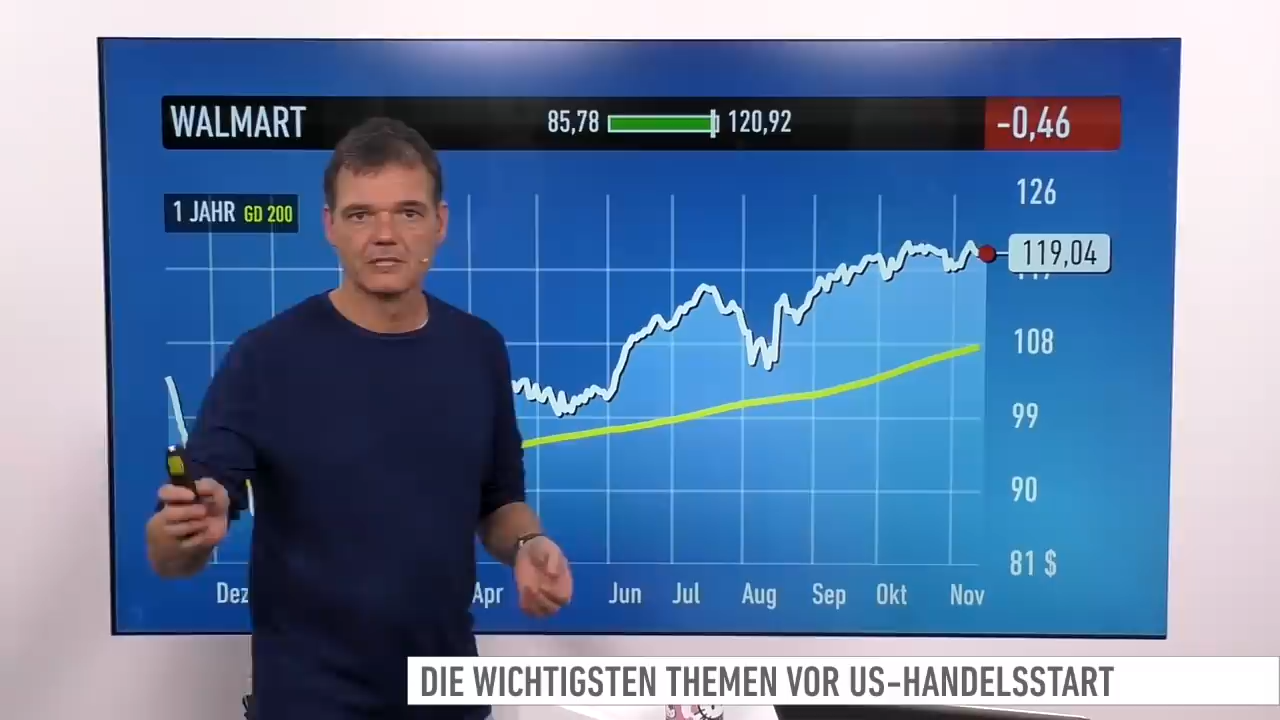 WALMART 85,78 120,92 -0,46
1 JAHR GD 200
126
119,04
108
99
90
81 $
Apr Jun Jul Aug Sep Okt Nov
DIE WICHTIGSTEN THEMEN VOR US-HANDELSSTART